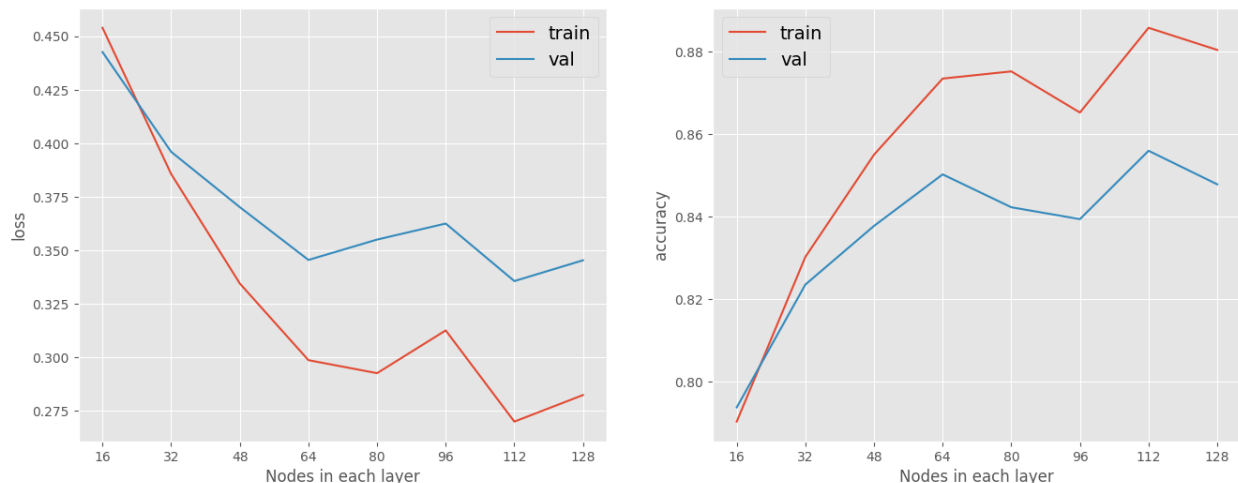 train
val
0.450
0.425
0.400
0.375
0.350
0.325
0.300
0.275
loss
16 32 48 64 80 96 112 128
Nodes in each layer
train
val
0.88
0.86
0.84
0.82
0.80
accuracy
16 32 48 64 80 96 112 128
Nodes in each layer